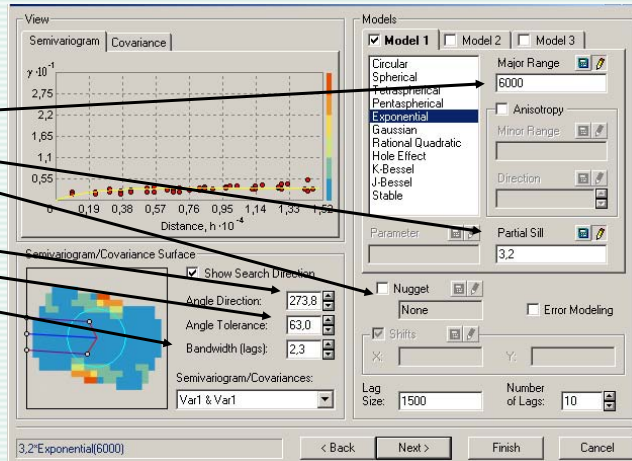 View
Semivariogram Covariance
γ·10⁻¹
2,75
2,2
1,65
1,1
0,55
0 0,19 0,38 0,57 0,76 0,95 1,14 1,33 1,52
Distance, h·10⁻⁴
Semivariogram/Covariance Surface
Show Search Direction
Angle Direction: 273,8
Angle Tolerance: 63,0
Bandwidth (lags): 2,3
Semivariogram/Covariances:
Var1 & Var1
Models
Model 1 Model 2 Model 3
Circular
Spherical
Tetraspherical
Pentaspherical
Exponential
Gaussian
Rational Quadratic
Hole Effect
K-Bessel
J-Bessel
Stable
Major Range
6000
Anisotropy
Minor Range
Direction
Parameter
Partial Sill
3,2
Nugget
None
Error Modeling
Shifts
X: Y:
Lag Size: 1500
Number of Lags: 10
3,2*Exponential(6000)
< Back Next > Finish Cancel